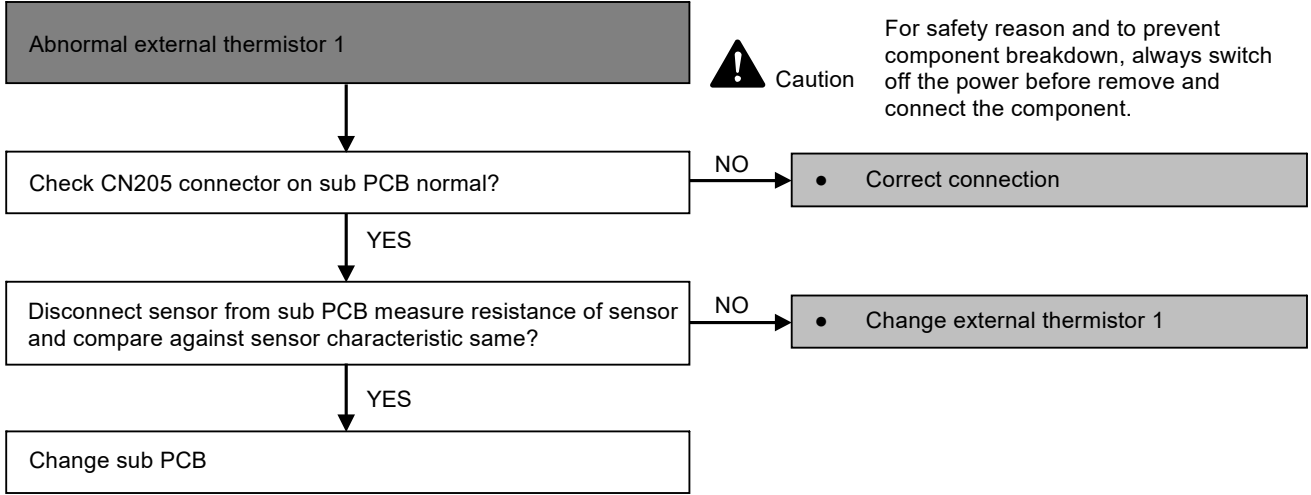 Abnormal external thermistor 1
Caution
For safety reason and to prevent
component breakdown, always switch
off the power before remove and
connect the component.
Check CN205 connector on sub PCB normal?
NO
● Correct connection
YES
Disconnect sensor from sub PCB measure resistance of sensor
and compare against sensor characteristic same?
NO
● Change external thermistor 1
YES
Change sub PCB